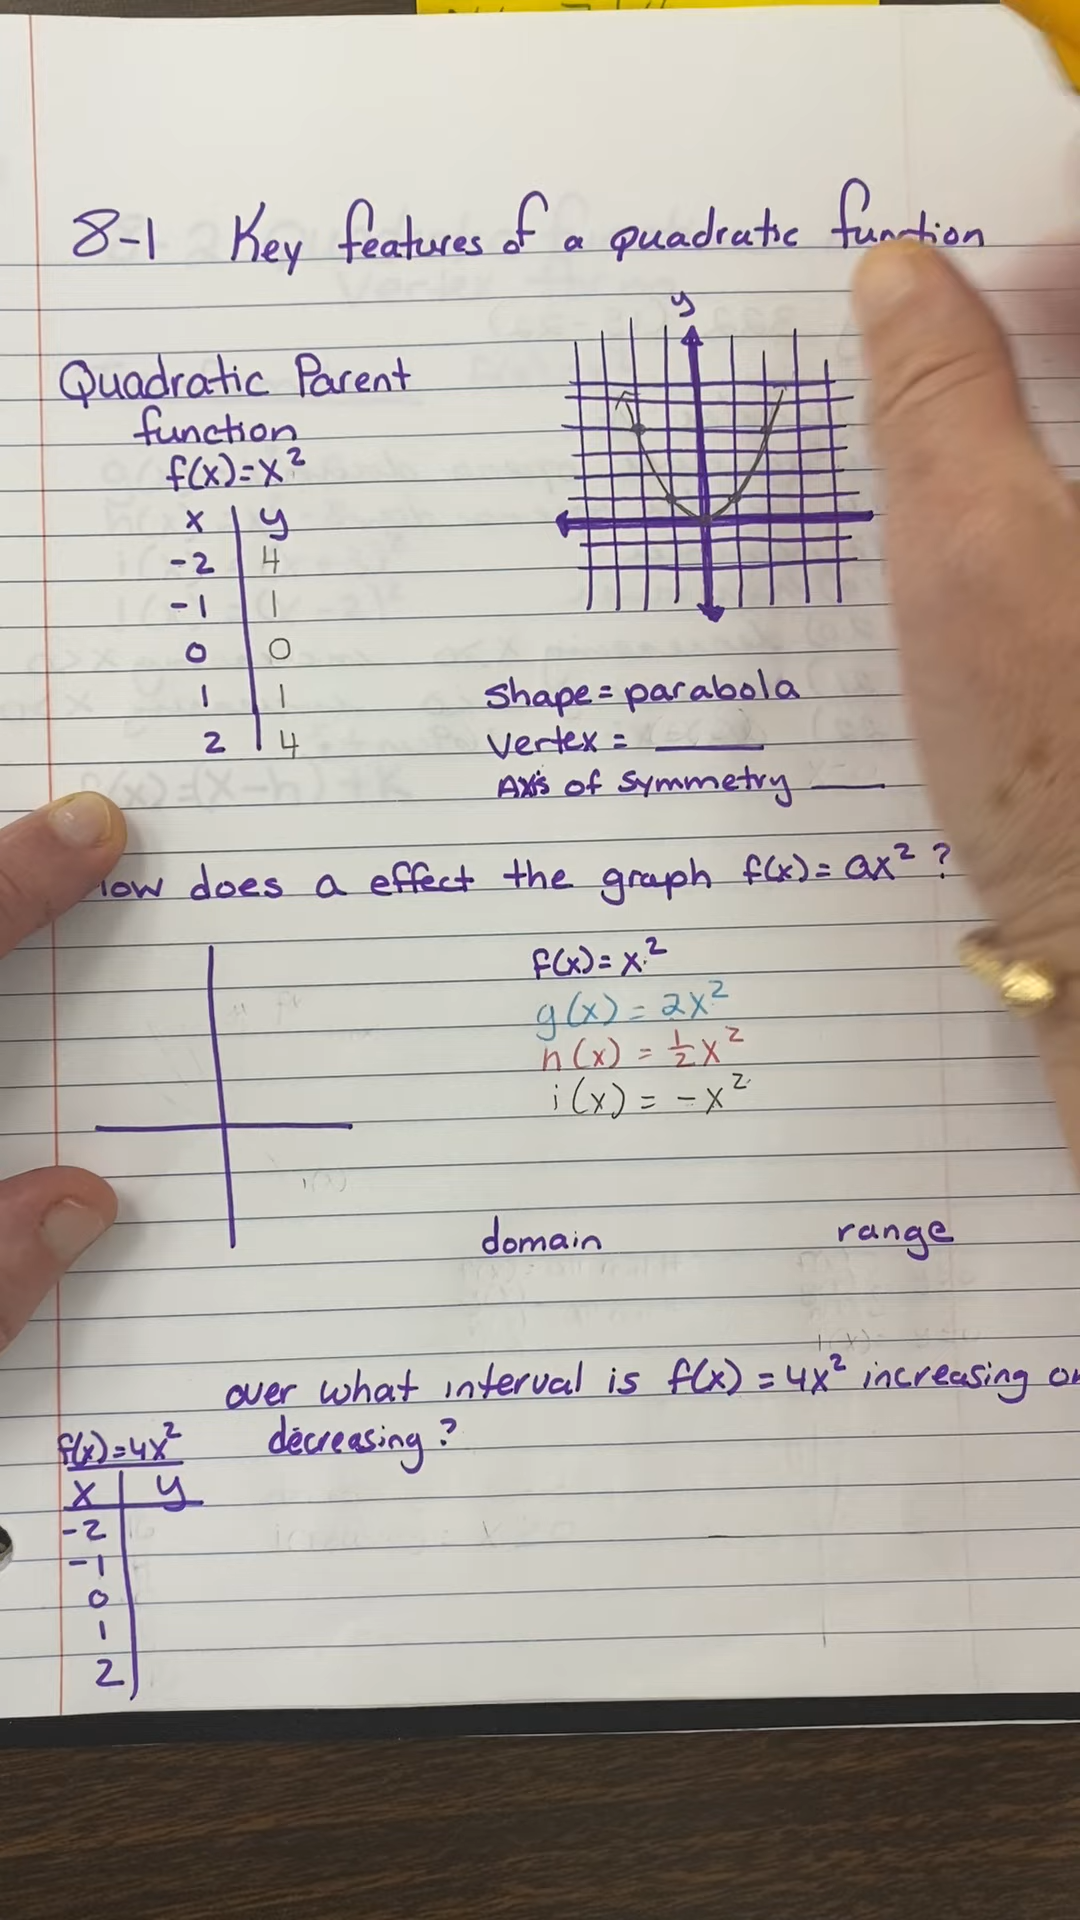 8-1 Key features of a quadratic function
y
Quadratic Parent
function
f(x)=x²
x y
-2 4
-1 1
0 0
1 1
2 4
Shape = parabola
Vertex = ____
Axis of symmetry ___
How does a effect the graph f(x)= ax² ?
f(x)= x²
g(x) = 2x²
h(x) = ½x²
i(x) = -x²
domain range
over what interval is f(x) = 4x² increasing or
decreasing?
f(x)=4x²
x y
-2
-1
0
1
2